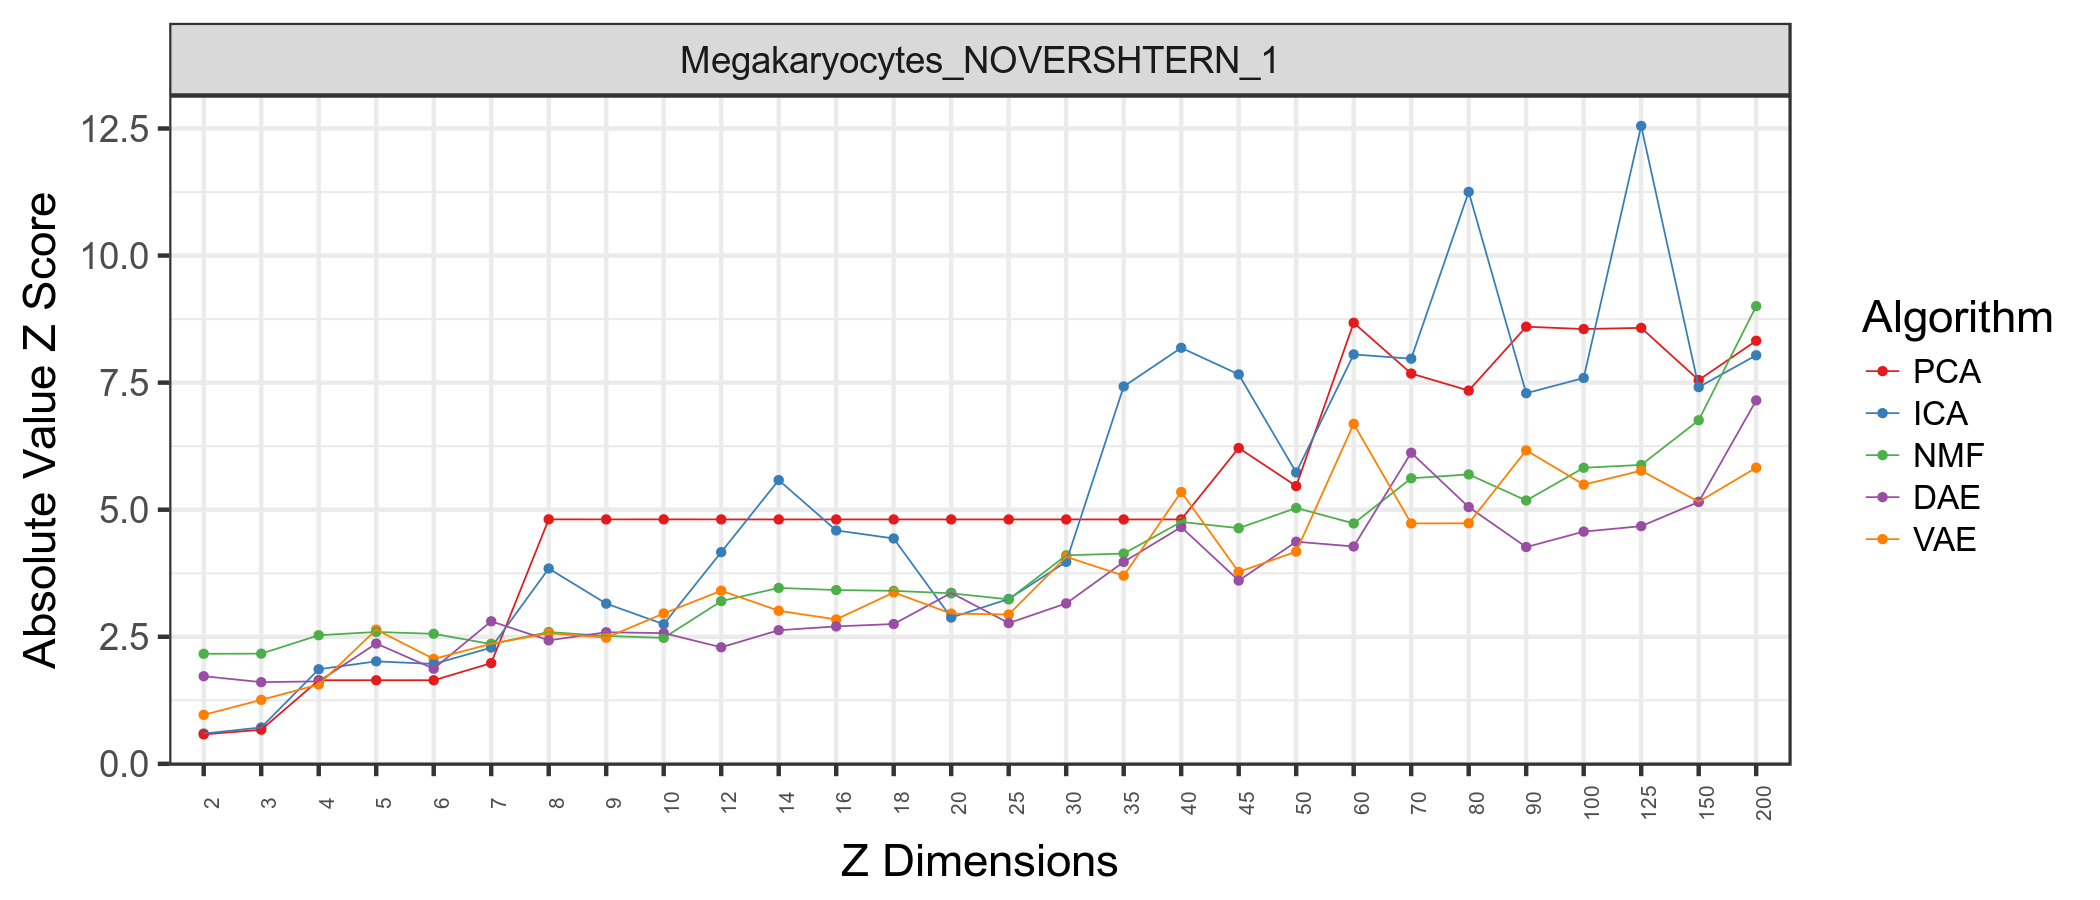 Megakaryocytes_NOVERSHTERN_1
Absolute Value Z Score
12.5
10.0
7.5
5.0
2.5
0.0
2 3 4 5 6 7 8 9 10 12 14 16 18 20 25 30 35 40 45 50 60 70 80 90 100 125 150 200
Z Dimensions
Algorithm
PCA
ICA
NMF
DAE
VAE